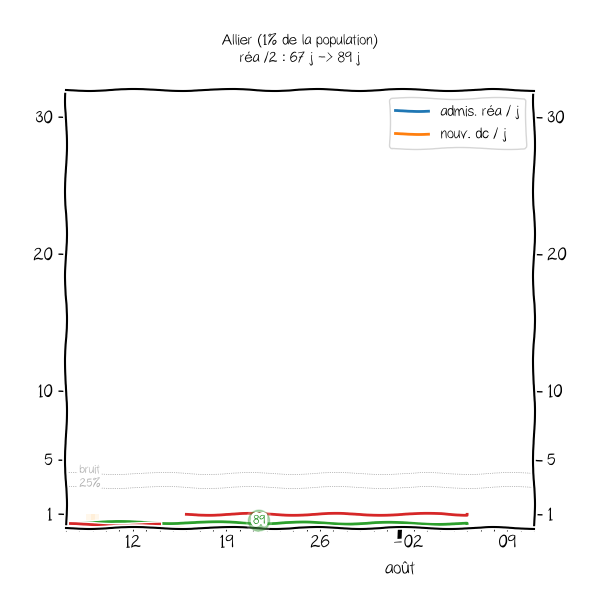 Allier (1% de la population)
réa /2 : 67 j -> 89 j
admis. réa / j
nouv. dc / j
30
30
20
20
10
10
5
5
bruit
25%
1
1
89
12
19
26
02
09
août